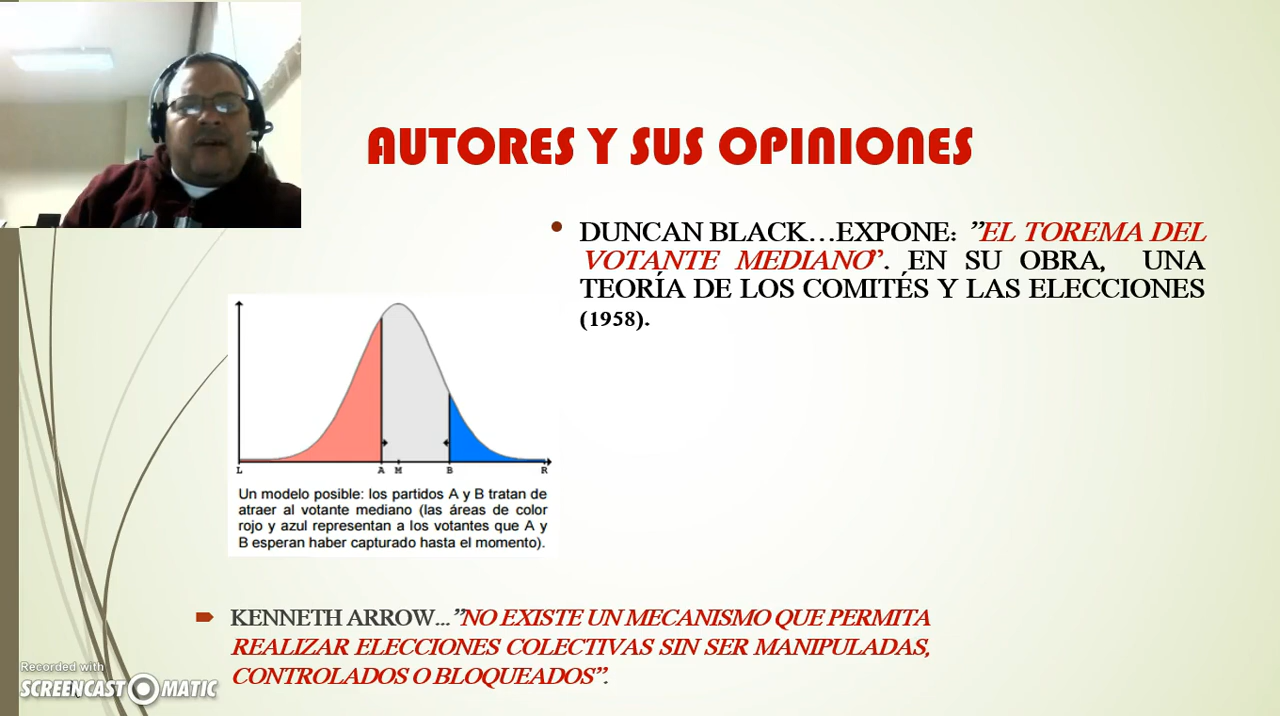 AUTORES Y SUS OPINIONES
• DUNCAN BLACK…EXPONE: ”EL TOREMA DEL
VOTANTE MEDIANO”. EN SU OBRA, UNA
TEORÍA DE LOS COMITÉS Y LAS ELECCIONES
(1958).
L A M B R
Un modelo posible: los partidos A y B tratan de
atraer al votante mediano (las áreas de color
rojo y azul representan a los votantes que A y
B esperan haber capturado hasta el momento).
KENNETH ARROW…”NO EXISTE UN MECANISMO QUE PERMITA
REALIZAR ELECCIONES COLECTIVAS SIN SER MANIPULADAS,
CONTROLADOS O BLOQUEADOS”.
Recorded with
SCREENCAST MATIC